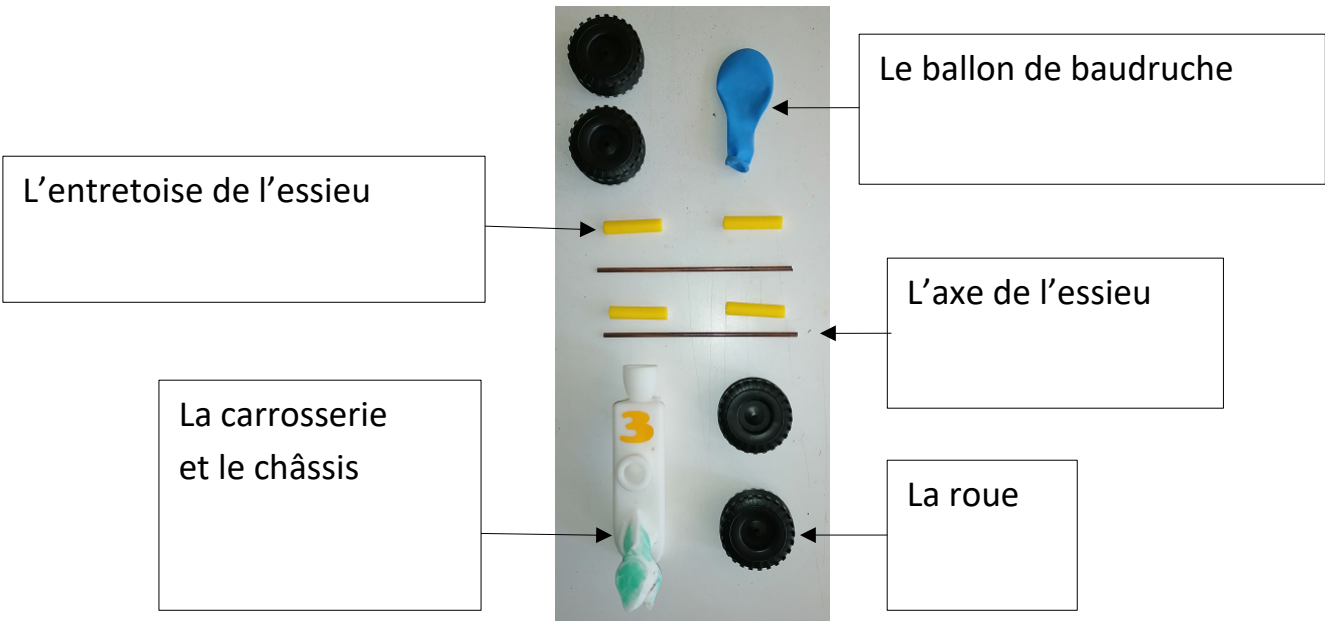 Le ballon de baudruche
L’entretoise de l’essieu
L’axe de l’essieu
La carrosserie
et le châssis
3
La roue